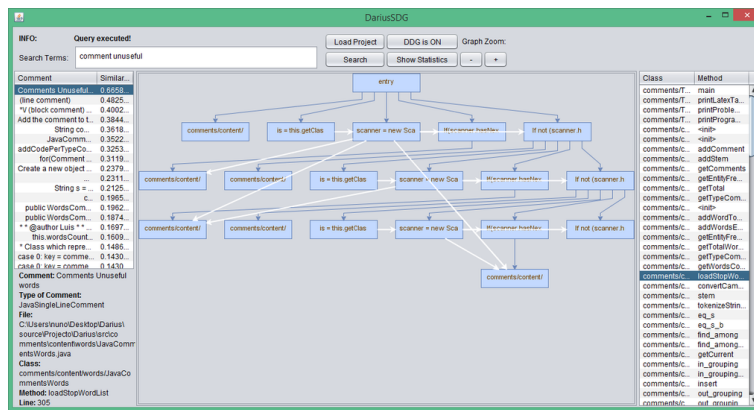 DariusSDG
INFO: Query executed!
Load Project DDG is ON Graph Zoom:
Search Terms: comment unuseful
Search Show Statistics - +
Comment Similar...
Comments Unuseful... 0.6658...
(line comment) 0.4825...
*V (block comment) ... 0.4002...
Add the comment to t... 0.3844...
String co... 0.3618...
JavaComm... 0.3522...
addCodePerTypeCo... 0.3253...
for(Comment ... 0.3119...
Create a new object ... 0.2379...
... 0.2311...
String s = ... 0.2125...
c... 0.1965...
public WordsCom... 0.1962...
public WordsCom... 0.1874...
* * @author Luis * * ... 0.1697...
this.wordsCount... 0.1609...
* Class which repre... 0.1486...
case 0: key = comme... 0.1430...
case 0: key = comme... 0.1430
Comment: Comments Unuseful
words
Type of Comment:
JavaSingleLineComment
File:
C:\Users\nuno\Desktop\Darius\
source\Projecto\Darius\src\co
mments\content\words\JavaComm
entsWords.java
Class:
comments/content/words/JavaCo
mmentsWords
Method: loadStopWordList
Line: 305
entry
comments/content/ is = this.getClas scanner = new Sca If(scanner.hasNex If not (scanner.h
comments/content/ comments/content/ is = this.getClas scanner = new Sca If(scanner.hasNex If not (scanner.h
comments/content/ comments/content/ is = this.getClas scanner = new Sca If(scanner.hasNex If not (scanner.h
comments/content/
Class Method
comments/T... main
comments/T... printLatexTa...
comments/T... printProble...
comments/T... printProgra...
comments/c... <init>
comments/c... <init>
comments/c... addComment
comments/c... addStem
comments/c... getComments
comments/c... getEntityFre...
comments/c... getTotal
comments/c... getTypeCom...
comments/c... <init>
comments/c... addWordTo...
comments/c... addWordsE...
comments/c... getEntityFre...
comments/c... getTotalWor...
comments/c... getTypeCom...
comments/c... getWordsCo...
comments/c... loadStopWo...
comments/c... convertCam...
comments/c... stem
comments/c... tokenizeStrin...
comments/c... eq_s
comments/c... eq_s_b
comments/c... find_among
comments/c... find_among...
comments/c... getCurrent
comments/c... in_grouping
comments/c... in_grouping...
comments/c... insert
comments/c... out_grouping
comments/c... out_grouping